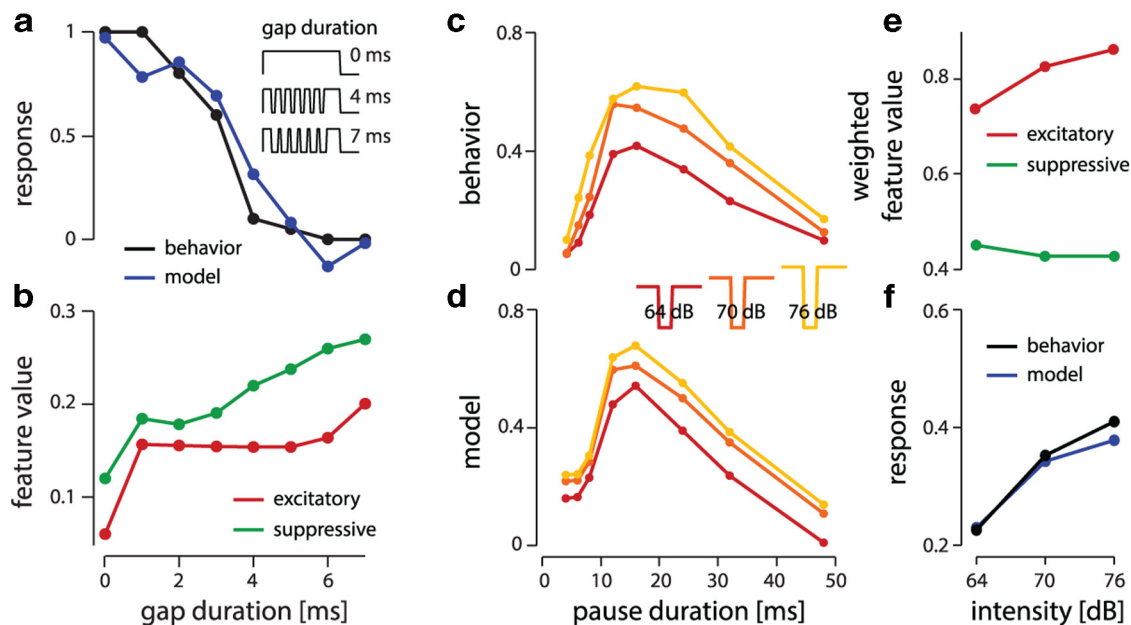 a
response
1
0.5
0
gap duration
0 ms
4 ms
7 ms
behavior
model
b
feature value
0.3
0.2
0.1
excitatory
suppressive
0 2 4 6
gap duration [ms]
c
behavior
0.8
0.4
0
64 dB 70 dB 76 dB
d
model
0.8
0.4
0
0 10 20 30 40 50
pause duration [ms]
e
weighted
feature value
0.8
0.6
0.4
excitatory
suppressive
f
response
0.6
0.4
0.2
behavior
model
64 70 76
intensity [dB]